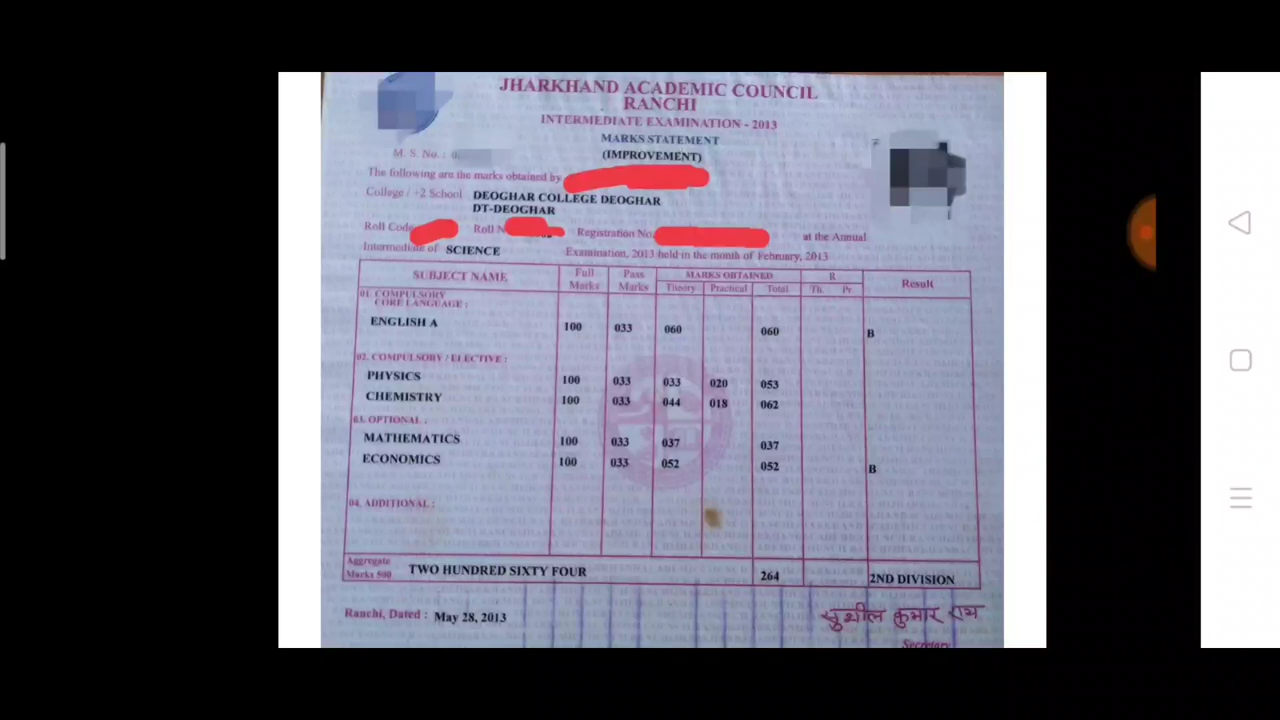 JHARKHAND ACADEMIC COUNCIL
RANCHI
INTERMEDIATE EXAMINATION - 2013
MARKS STATEMENT
(IMPROVEMENT)
M. S. No. :
The following are the marks obtained by
College / +2 School DEOGHAR COLLEGE DEOGHAR
DT-DEOGHAR
Roll Code Roll N Registration No. at the Annual
Intermediate of SCIENCE Examination, 2013 held in the month of February, 2013
SUBJECT NAME Full Marks Pass Marks MARKS OBTAINED R Result
Theory Practical Total Th. Pr.
01. COMPULSORY
CORE LANGUAGE :
ENGLISH A 100 033 060 060 B
02. COMPULSORY / ELECTIVE :
PHYSICS 100 033 033 020 053
CHEMISTRY 100 033 044 018 062
03. OPTIONAL :
MATHEMATICS 100 033 037 037
ECONOMICS 100 033 052 052 B
04. ADDITIONAL :
Aggregate
Marks 500 TWO HUNDRED SIXTY FOUR 264 2ND DIVISION
Ranchi, Dated : May 28, 2013 सुशील कुमार राय
Secretary